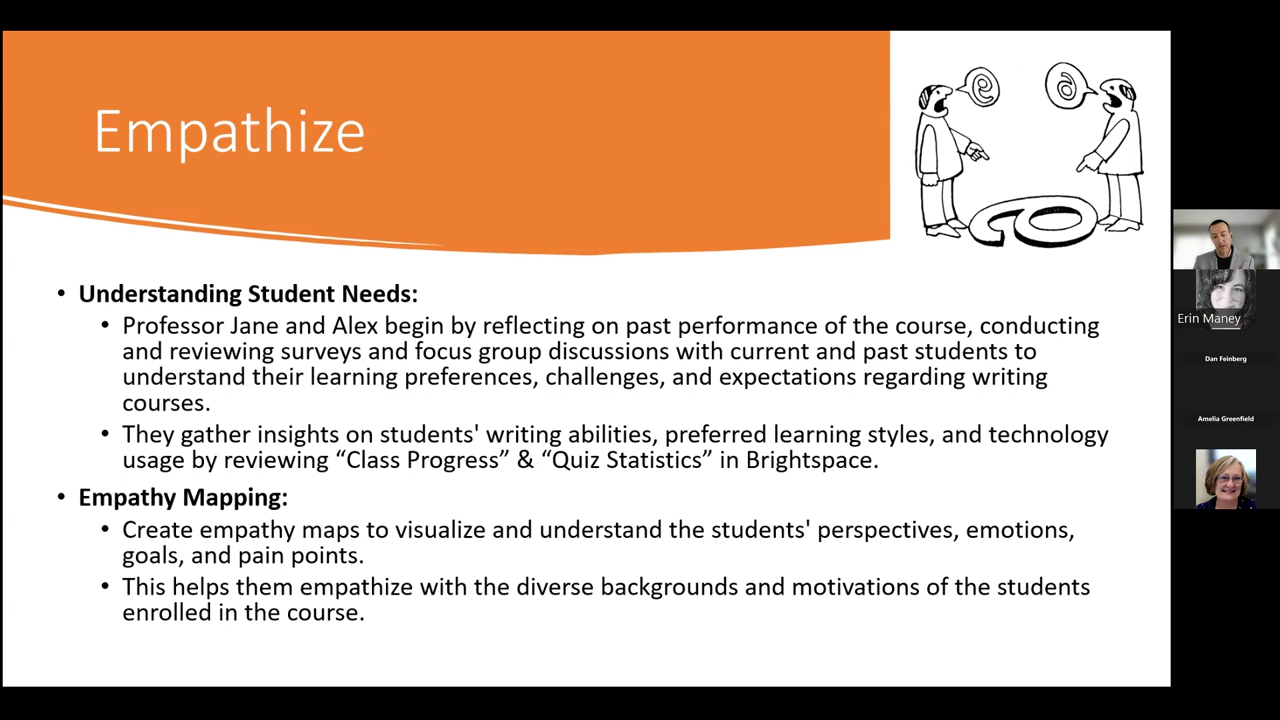 Empathize
9
6
6
• Understanding Student Needs:
• Professor Jane and Alex begin by reflecting on past performance of the course, conducting
and reviewing surveys and focus group discussions with current and past students to
understand their learning preferences, challenges, and expectations regarding writing
courses.
• They gather insights on students' writing abilities, preferred learning styles, and technology
usage by reviewing “Class Progress” & “Quiz Statistics” in Brightspace.
• Empathy Mapping:
• Create empathy maps to visualize and understand the students' perspectives, emotions,
goals, and pain points.
• This helps them empathize with the diverse backgrounds and motivations of the students
enrolled in the course.
Erin Maney
Dan Feinberg
Amelia Greenfield